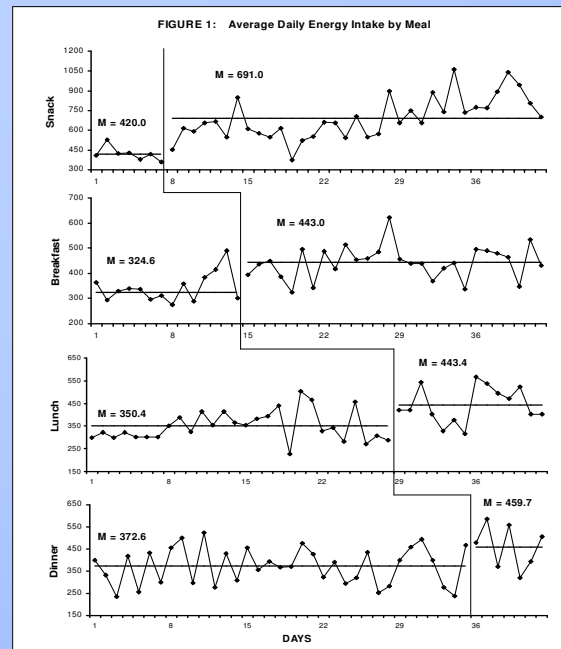 FIGURE 1: Average Daily Energy Intake by Meal
Snack
1200
1050
900
750
600
450
300
M = 420.0
M = 691.0
1 8 15 22 29 36
Breakfast
700
600
500
400
300
200
M = 324.6
M = 443.0
1 8 15 22 29 36
Lunch
650
550
450
350
250
150
M = 350.4
M = 443.4
1 8 15 22 29 36
Dinner
650
550
450
350
250
150
M = 372.6
M = 459.7
1 8 15 22 29 36
DAYS